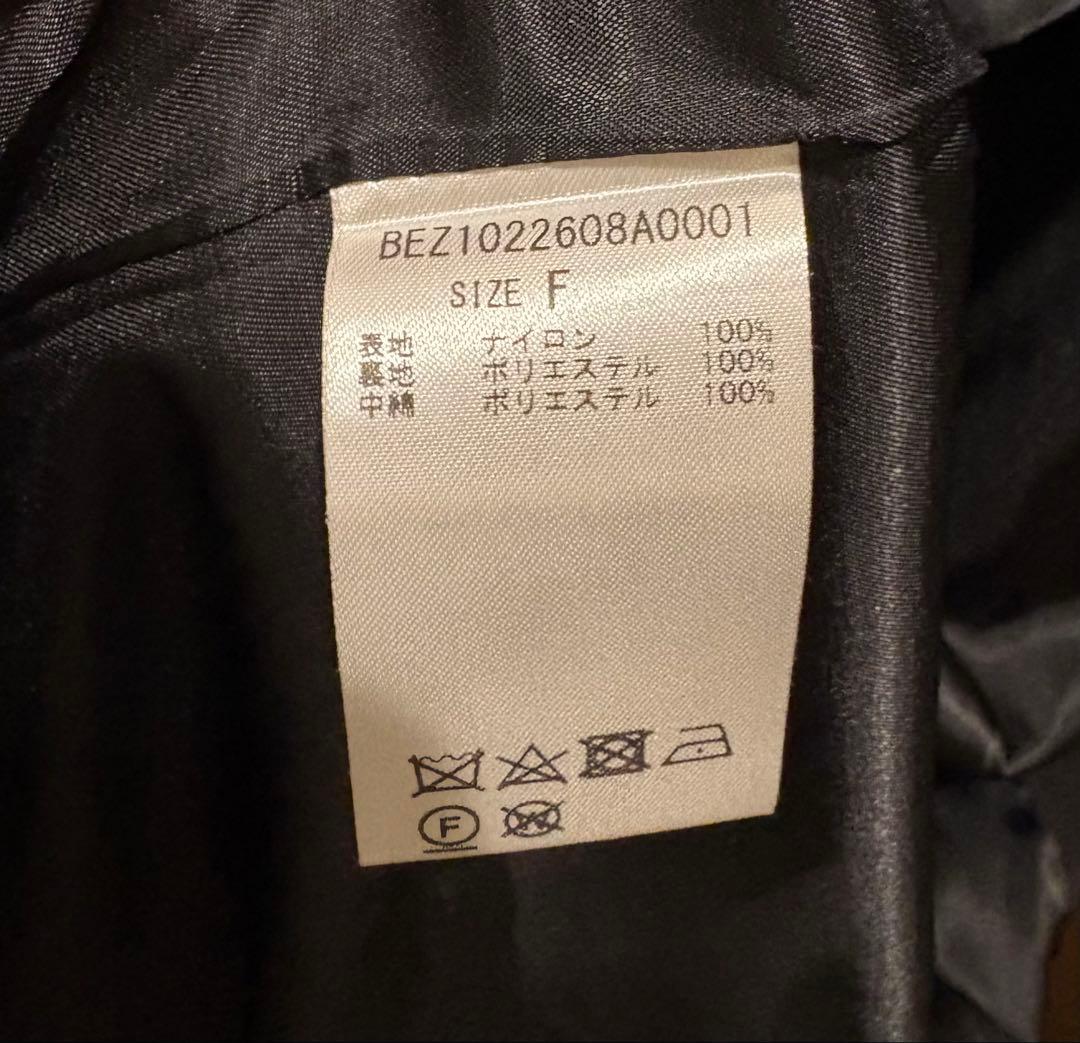 BEZ1022608A0001
SIZE F
表地 ナイロン 100%
裏地 ポリエステル 100%
中綿 ポリエステル 100%
F
W